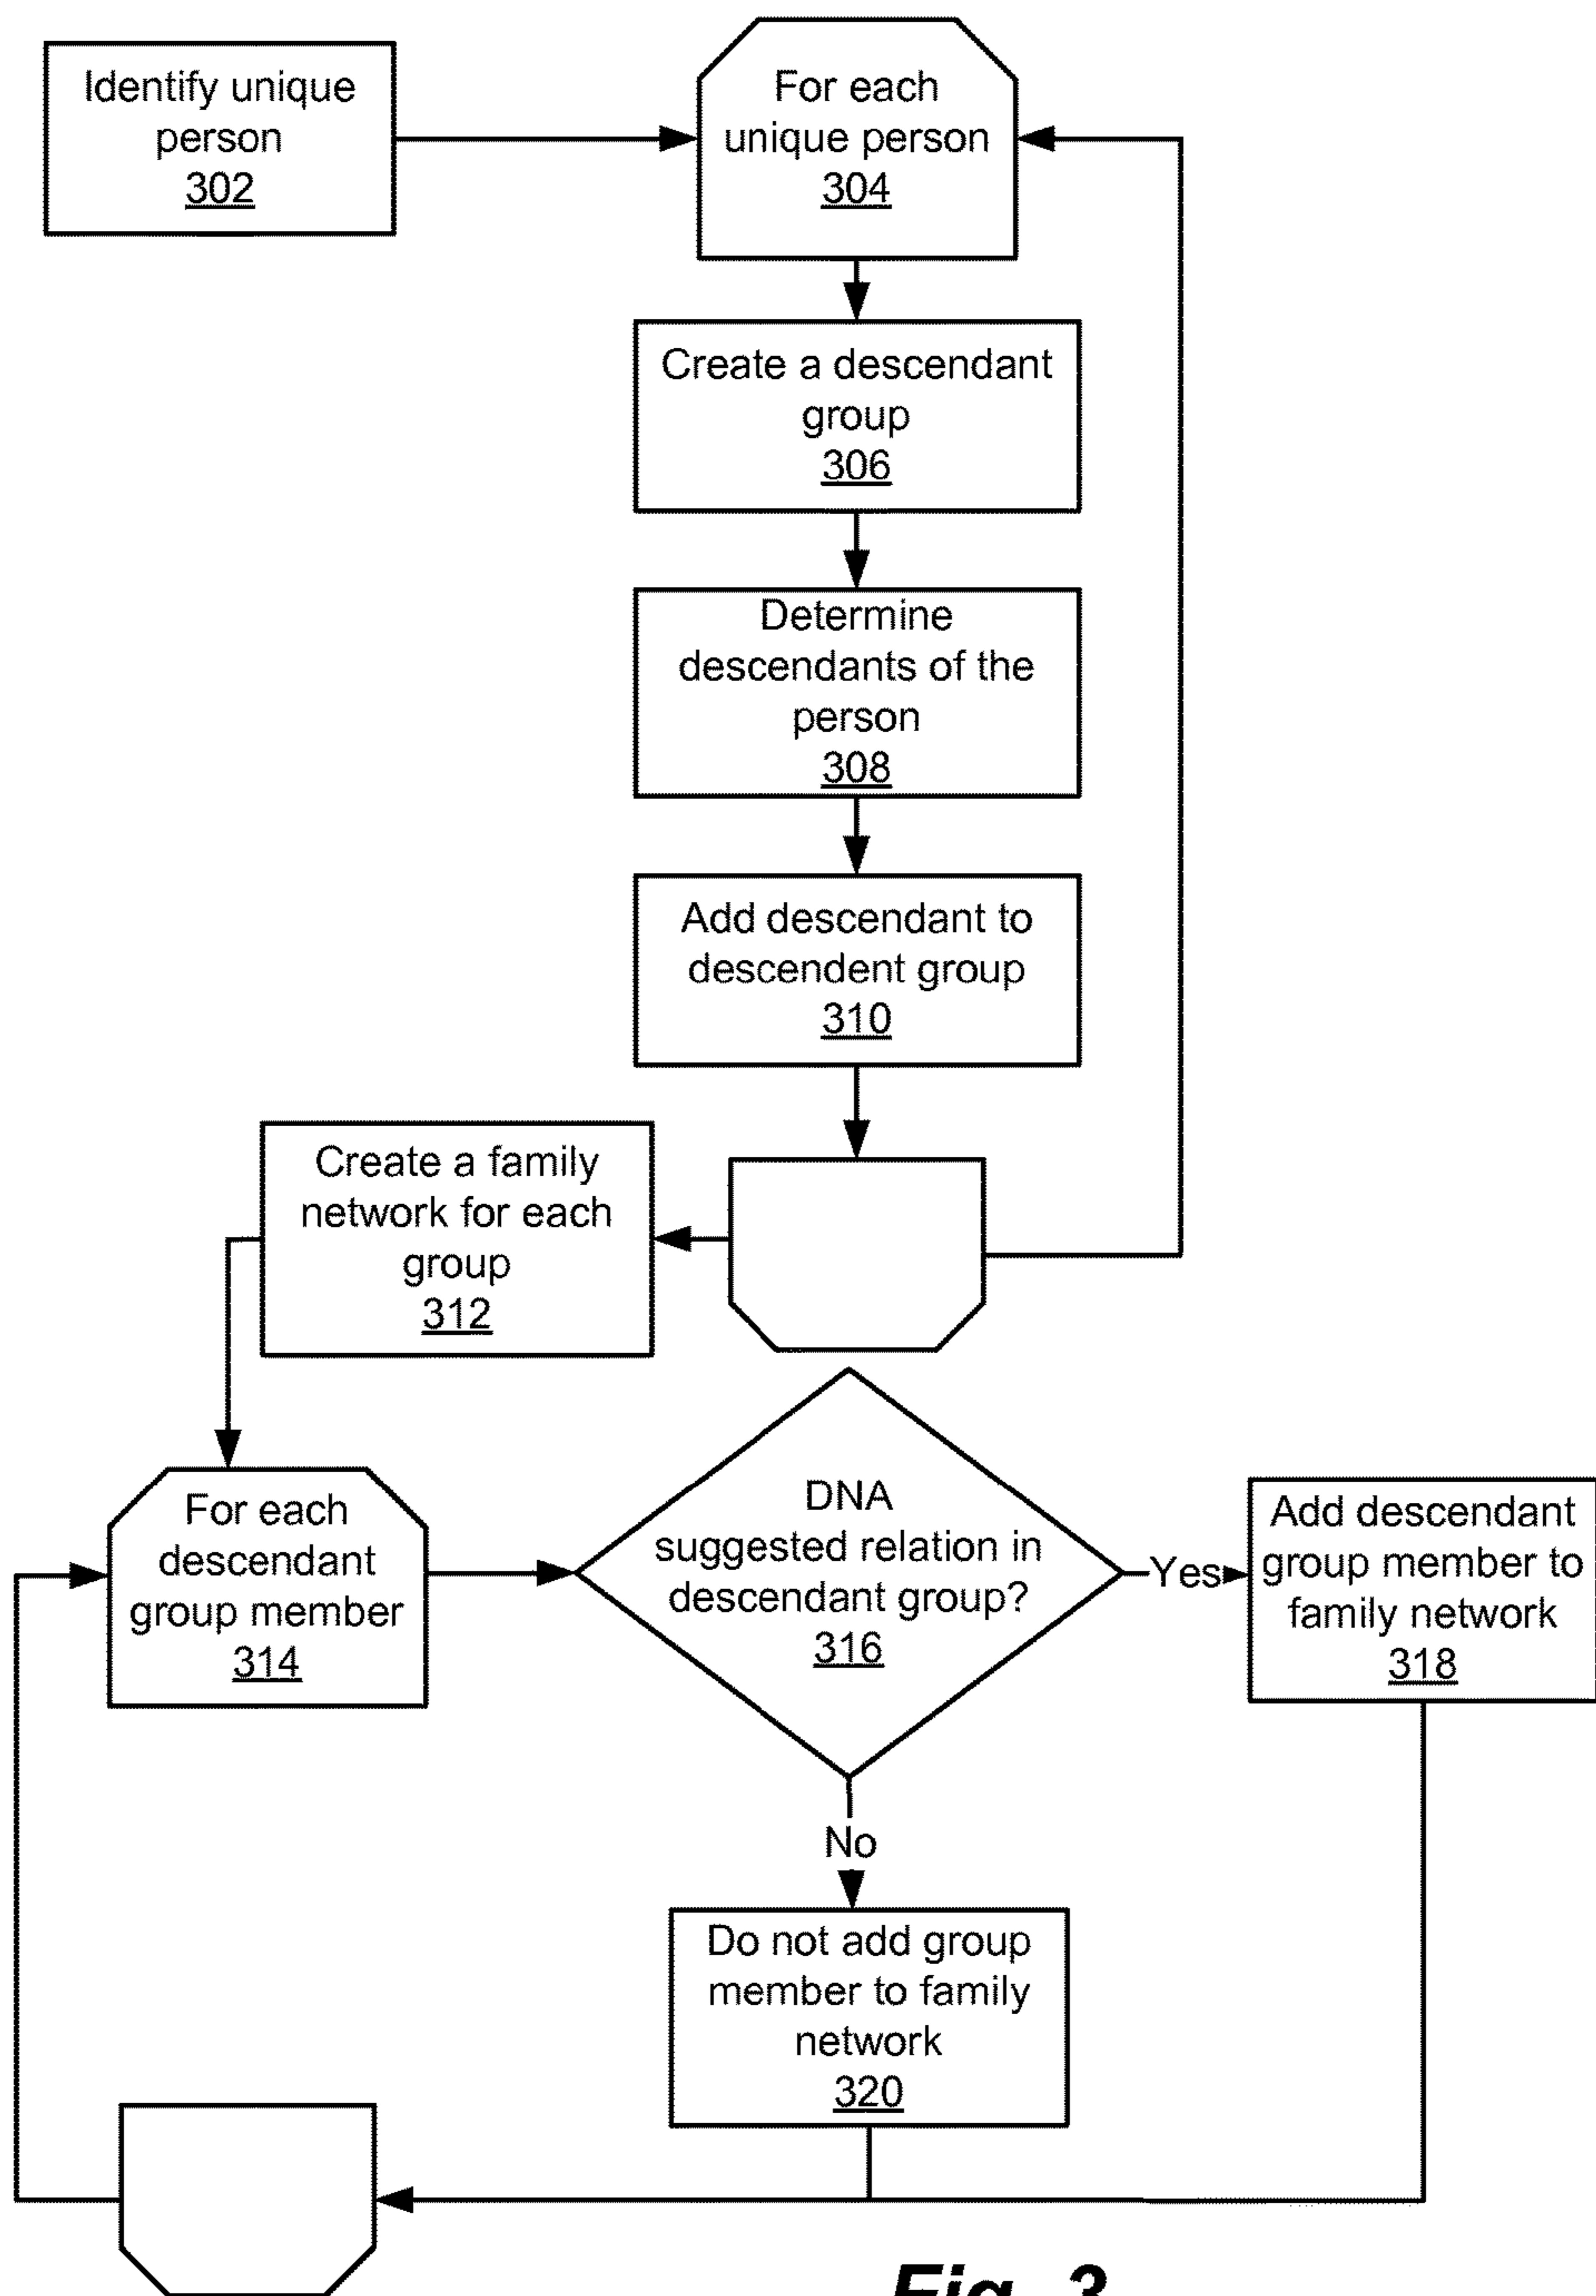 Identify unique
person
302
For each
unique person
304
Create a descendant
group
306
Determine
descendants of the
person
308
Add descendant to
descendent group
310
Create a family
network for each
group
312
For each
descendant
group member
314
DNA
suggested relation in
descendant group?
316
Yes
Add descendant
group member to
family network
318
No
Do not add group
member to family
network
320
Fig. 3